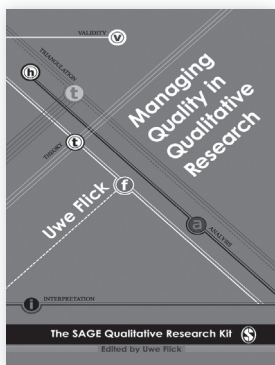 VALIDITY
v
TRIANGULATION
h
t
Managing
Quality in
Qualitative
Research
THEORY
t
f
Uwe Flick
a
ANALYSIS
i
INTERPRETATION
The SAGE Qualitative Research Kit
S
Edited by Uwe Flick